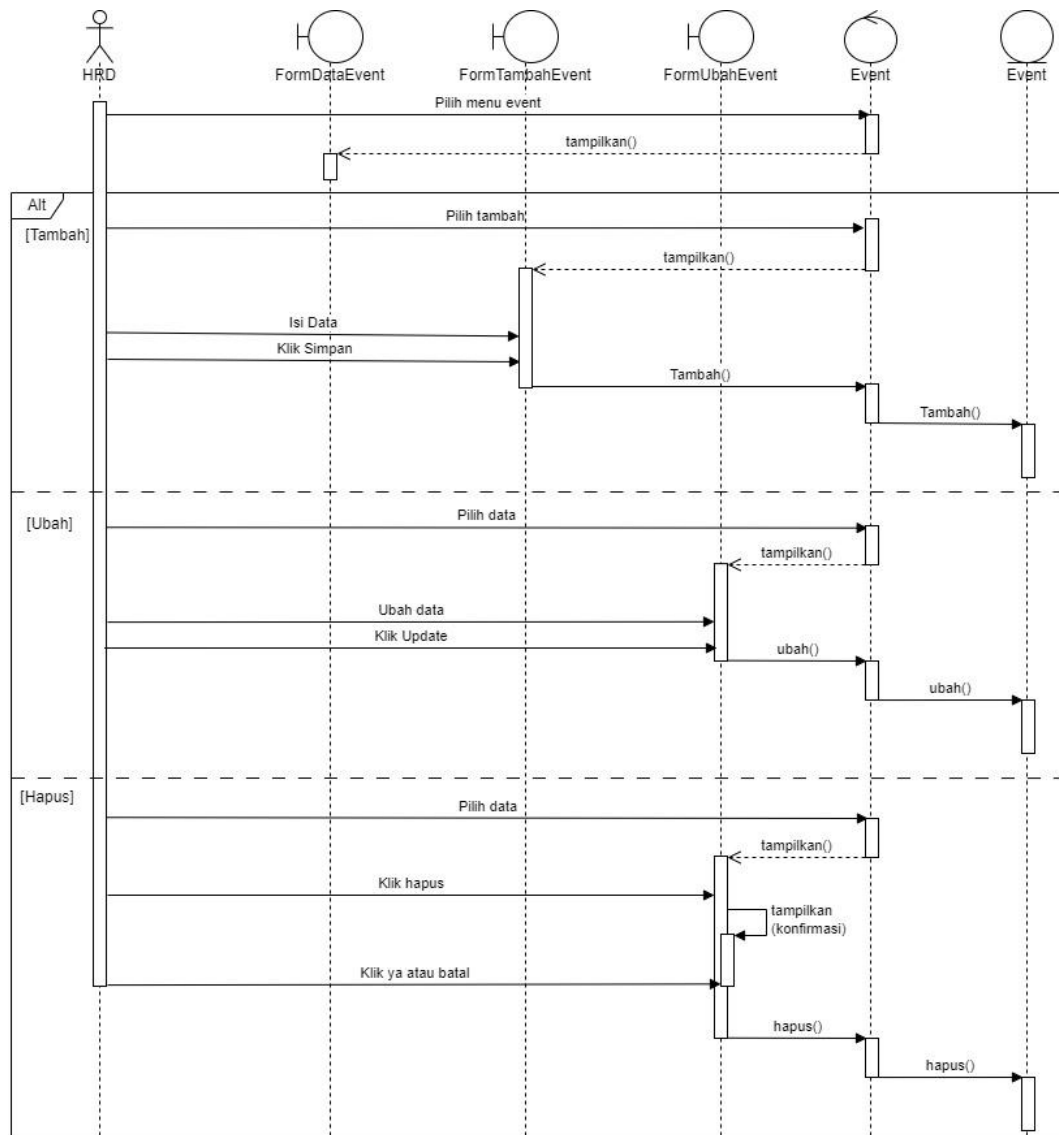 HRD
FormDataEvent
FormTambahEvent
FormUbahEvent
Event
Event
Pilih menu event
tampilkan()
Alt
[Tambah]
Pilih tambah
tampilkan()
Isi Data
Klik Simpan
Tambah()
Tambah()
[Ubah]
Pilih data
tampilkan()
Ubah data
Klik Update
ubah()
ubah()
[Hapus]
Pilih data
tampilkan()
Klik hapus
tampilkan
(konfirmasi)
Klik ya atau batal
hapus()
hapus()